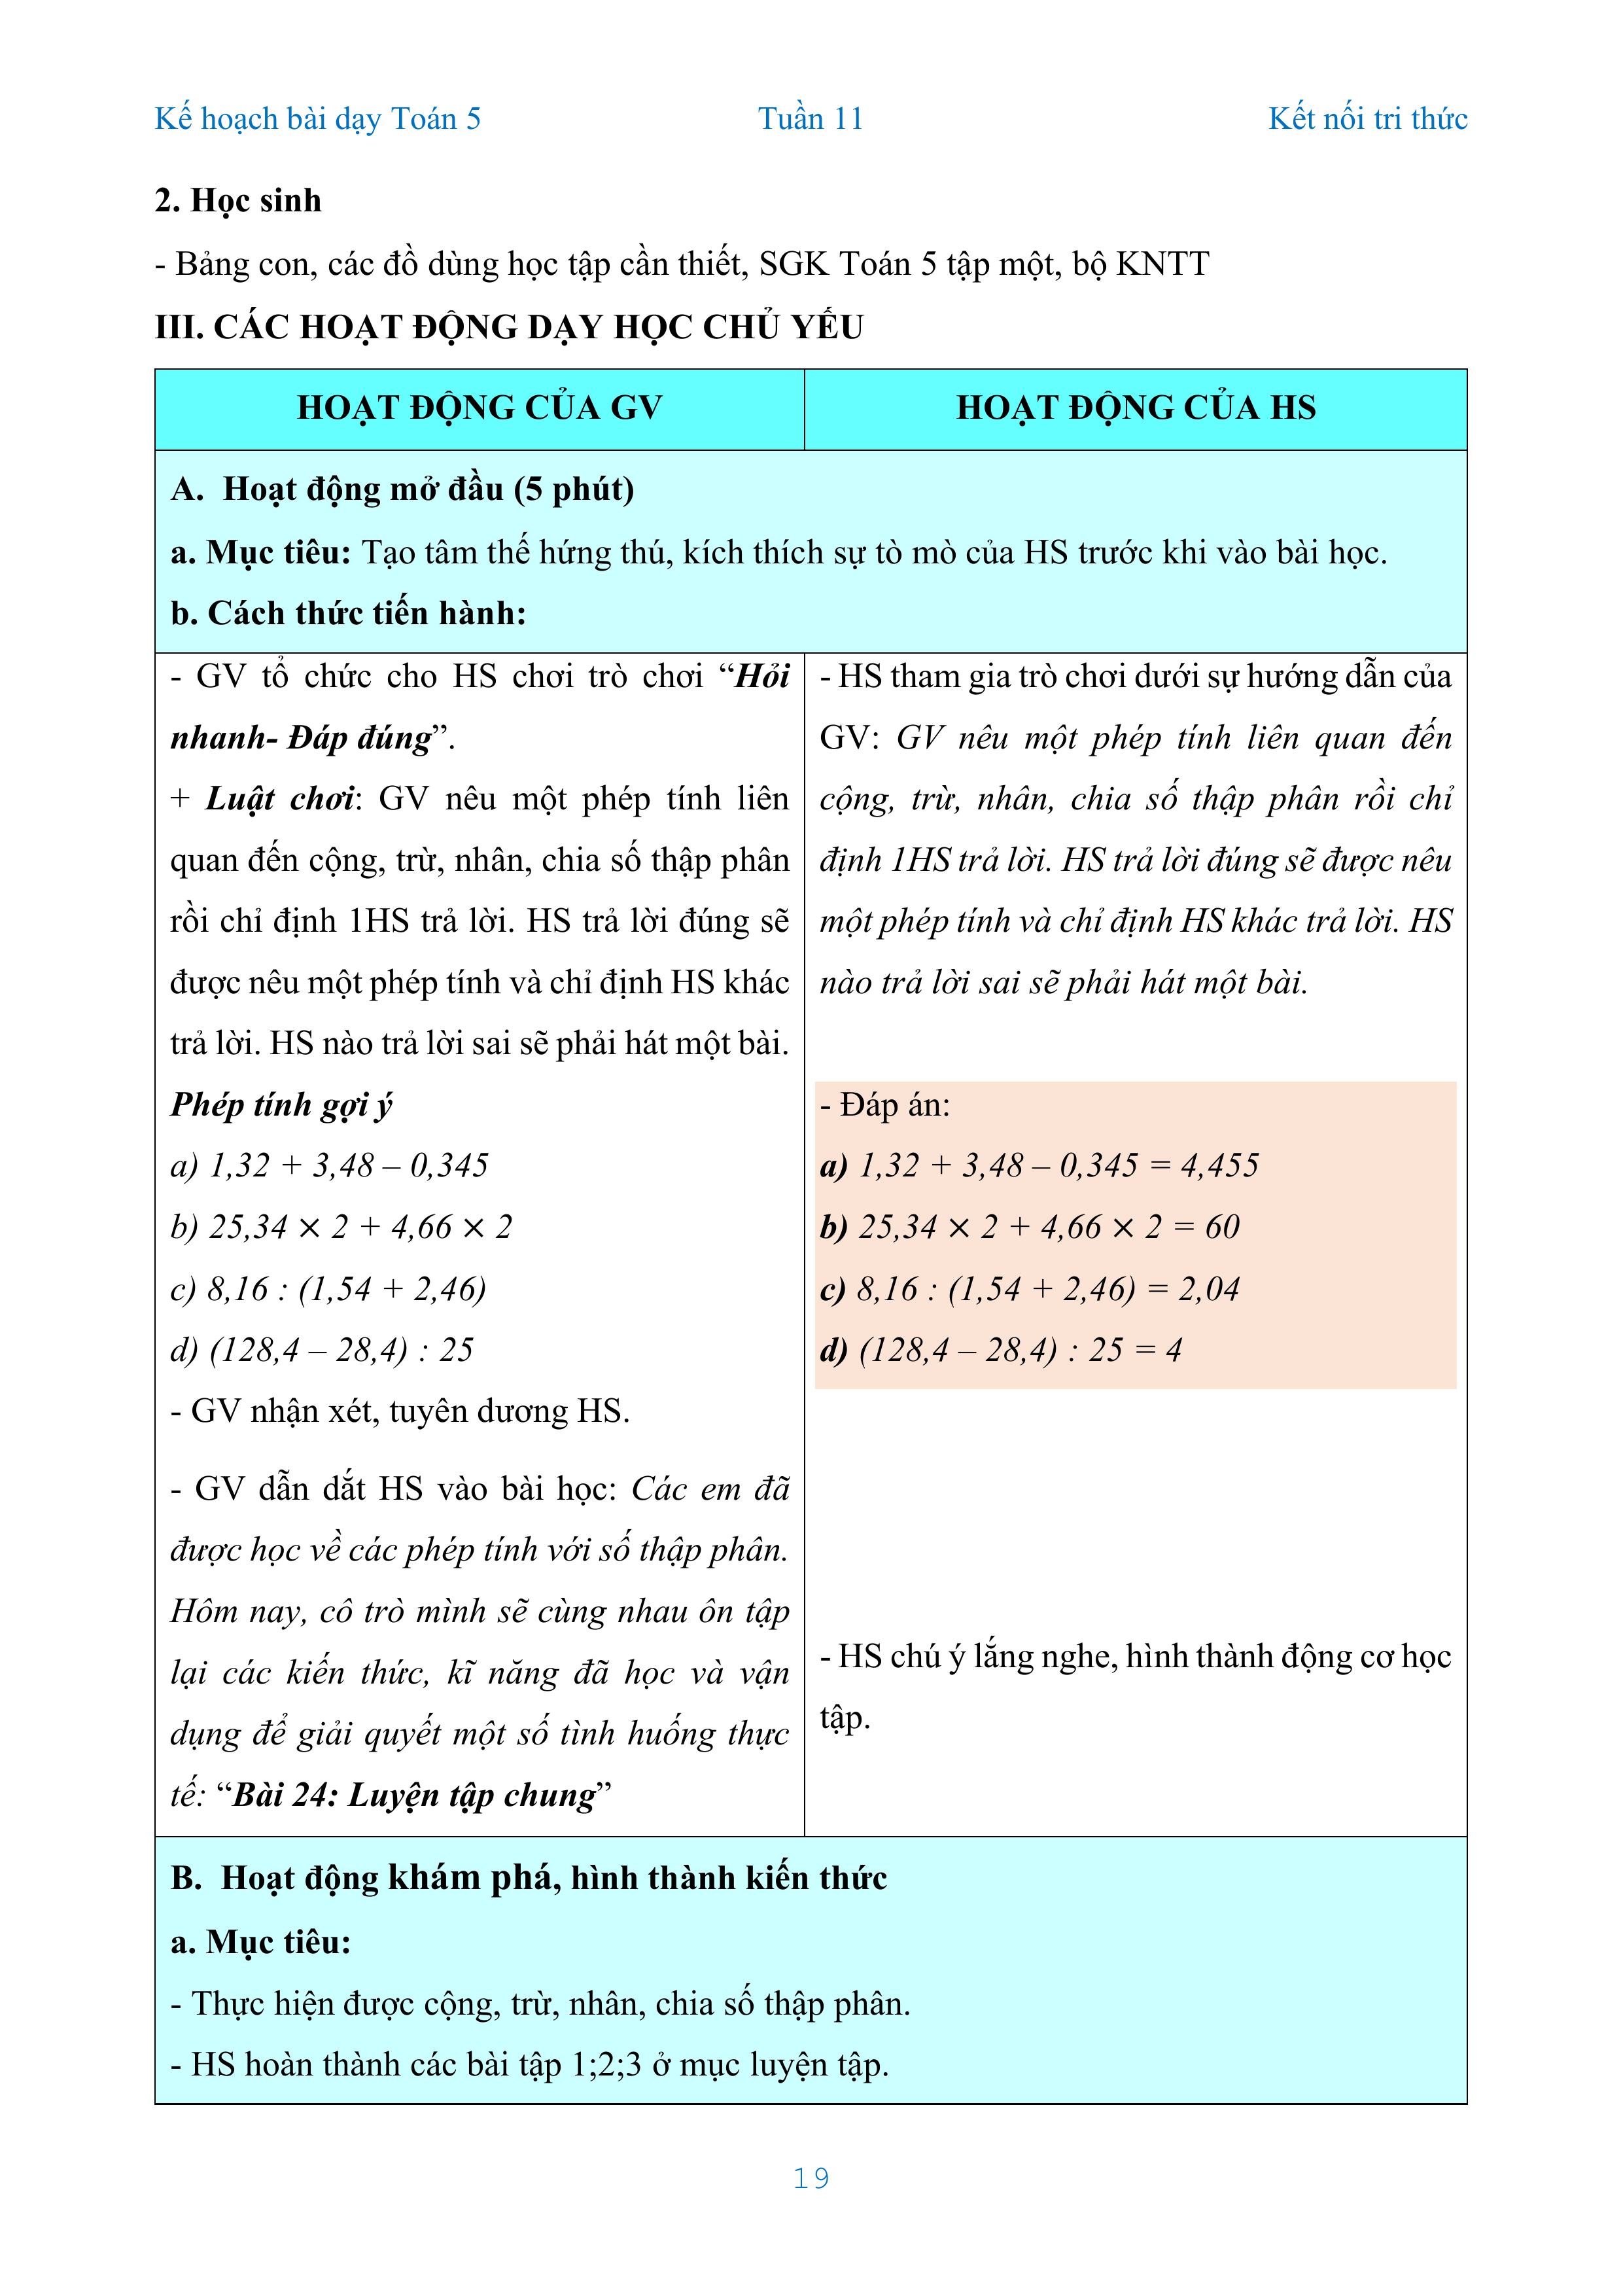 Kế hoạch bài dạy Toán 5 Tuần 11 Kết nối tri thức
2. Học sinh
- Bảng con, các đồ dùng học tập cần thiết, SGK Toán 5 tập một, bộ KNTT
III. CÁC HOẠT ĐỘNG DẠY HỌC CHỦ YẾU
HOẠT ĐỘNG CỦA GV
HOẠT ĐỘNG CỦA HS
A. Hoạt động mở đầu (5 phút)
a. Mục tiêu: Tạo tâm thế hứng thú, kích thích sự tò mò của HS trước khi vào bài học.
b. Cách thức tiến hành:
- GV tổ chức cho HS chơi trò chơi “Hỏi
nhanh- Đáp đúng”.
+ Luật chơi: GV nêu một phép tính liên
quan đến cộng, trừ, nhân, chia số thập phân
rồi chỉ định 1HS trả lời. HS trả lời đúng sẽ
được nêu một phép tính và chỉ định HS khác
trả lời. HS nào trả lời sai sẽ phải hát một bài.
Phép tính gợi ý
a) 1,32 + 3,48 – 0,345
b) 25,34 × 2 + 4,66 × 2
c) 8,16 : (1,54 + 2,46)
d) (128,4 – 28,4) : 25
- GV nhận xét, tuyên dương HS.
- GV dẫn dắt HS vào bài học: Các em đã
được học về các phép tính với số thập phân.
Hôm nay, cô trò mình sẽ cùng nhau ôn tập
lại các kiến thức, kĩ năng đã học và vận
dụng để giải quyết một số tình huống thực
tế: “Bài 24: Luyện tập chung”
- HS tham gia trò chơi dưới sự hướng dẫn của
GV: GV nêu một phép tính liên quan đến
cộng, trừ, nhân, chia số thập phân rồi chỉ
định 1HS trả lời. HS trả lời đúng sẽ được nêu
một phép tính và chỉ định HS khác trả lời. HS
nào trả lời sai sẽ phải hát một bài.
- Đáp án:
a) 1,32 + 3,48 – 0,345 = 4,455
b) 25,34 × 2 + 4,66 × 2 = 60
c) 8,16 : (1,54 + 2,46) = 2,04
d) (128,4 – 28,4) : 25 = 4
- HS chú ý lắng nghe, hình thành động cơ học
tập.
B. Hoạt động khám phá, hình thành kiến thức
a. Mục tiêu:
- Thực hiện được cộng, trừ, nhân, chia số thập phân.
- HS hoàn thành các bài tập 1;2;3 ở mục luyện tập.
19